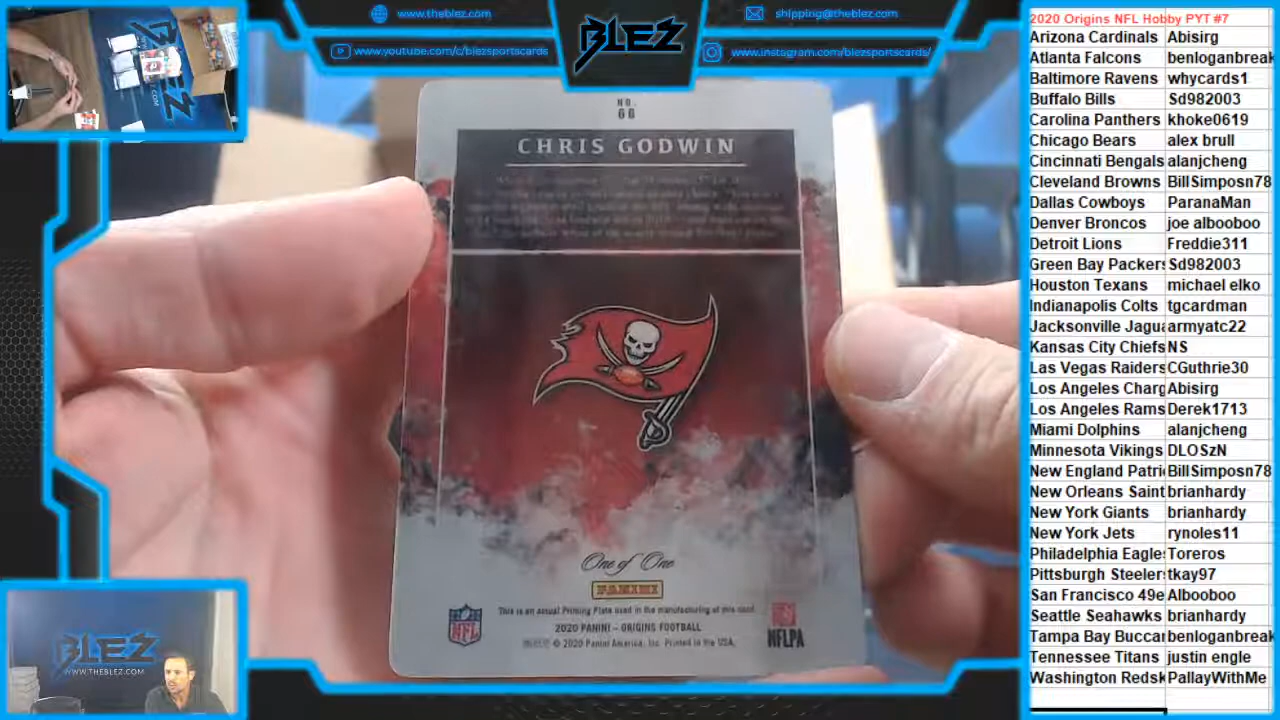 www.theblez.com
shipping@theblez.com
www.youtube.com/c/blezsportscards
www.instagram.com/blezsportscards/
BLEZ
NO.
66
CHRIS GODWIN
One of One
PANINI
This is an actual Printing Plate used in the manufacturing of this card.
2020 PANINI - ORIGINS FOOTBALL
© 2020 Panini America, Inc. Printed in the USA.
NFL
NFLPA
BLEZ
WWW.THEBLEZ.COM
2020 Origins NFL Hobby PYT #7
Arizona Cardinals Abisirg
Atlanta Falcons benloganbreak
Baltimore Ravens whycards1
Buffalo Bills Sd982003
Carolina Panthers khoke0619
Chicago Bears alex brull
Cincinnati Bengals alanjcheng
Cleveland Browns BillSimposn78
Dallas Cowboys ParanaMan
Denver Broncos joe albooboo
Detroit Lions Freddie311
Green Bay Packers Sd982003
Houston Texans michael elko
Indianapolis Colts tgcardman
Jacksonville Jagua armyatc22
Kansas City Chiefs NS
Las Vegas Raiders CGuthrie30
Los Angeles Charg Abisirg
Los Angeles Rams Derek1713
Miami Dolphins alanjcheng
Minnesota Vikings DLOSzN
New England Patri BillSimposn78
New Orleans Saint brianhardy
New York Giants brianhardy
New York Jets rynoles11
Philadelphia Eagle Toreros
Pittsburgh Steeler tkay97
San Francisco 49e Albooboo
Seattle Seahawks brianhardy
Tampa Bay Buccar benloganbreak
Tennessee Titans justin engle
Washington Redsk PallayWithMe